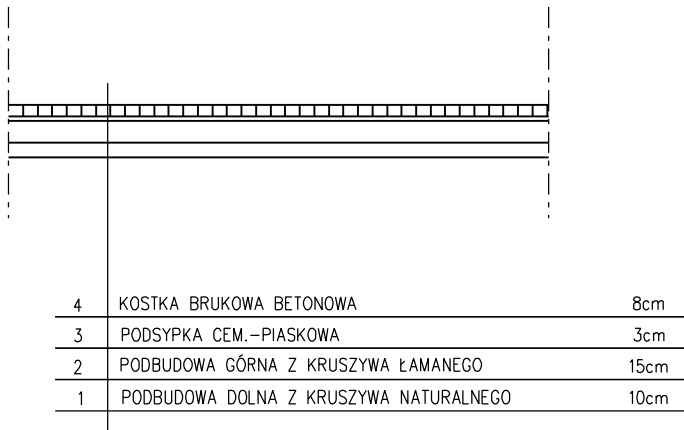 4 KOSTKA BRUKOWA BETONOWA 8cm
3 PODSYPKA CEM.-PIASKOWA 3cm
2 PODBUDOWA GÓRNA Z KRUSZYWA ŁAMANEGO 15cm
1 PODBUDOWA DOLNA Z KRUSZYWA NATURALNEGO 10cm